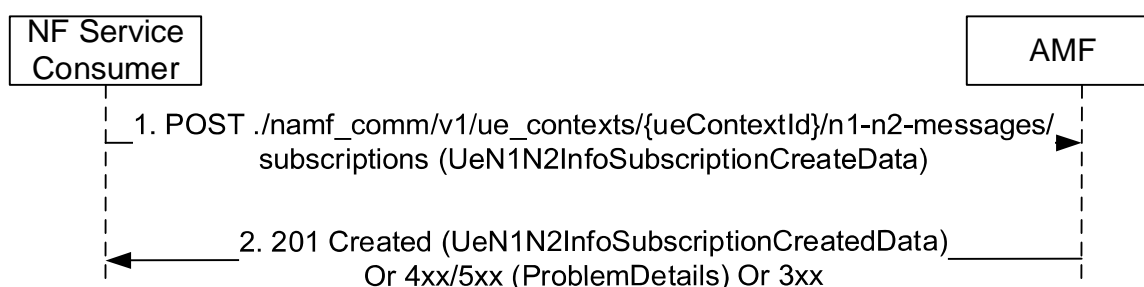 NF Service
Consumer
AMF
1. POST ./namf_comm/v1/ue_contexts/{ueContextId}/n1-n2-messages/
subscriptions (UeN1N2InfoSubscriptionCreateData)
2. 201 Created (UeN1N2InfoSubscriptionCreatedData)
Or 4xx/5xx (ProblemDetails) Or 3xx